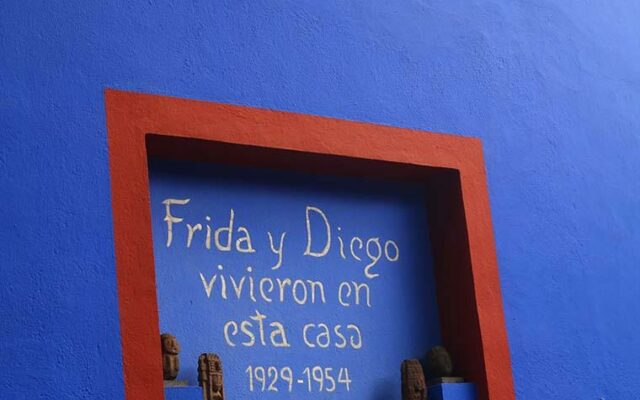 Frida y Diego
vivieron en
esta casa
1929-1954